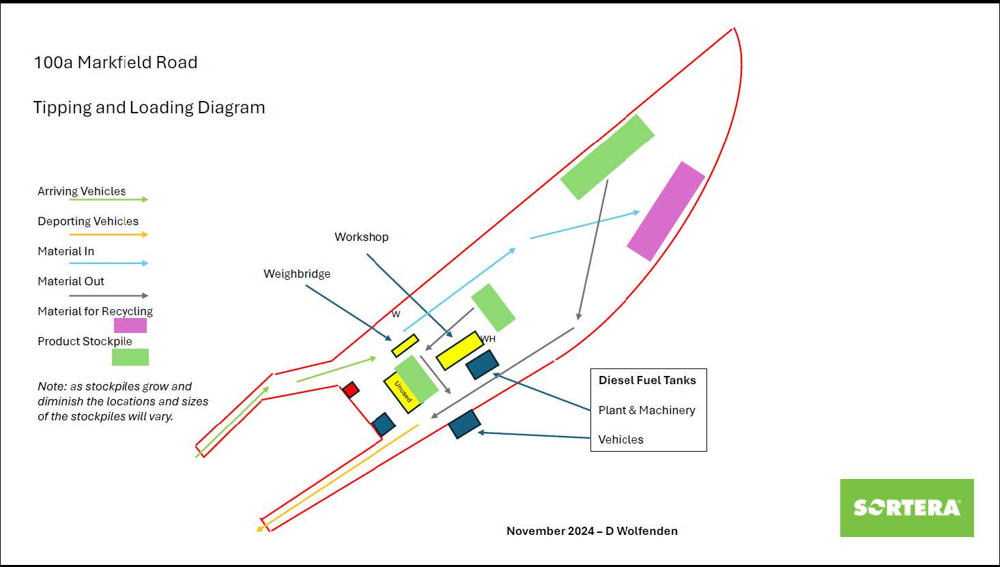 100a Markfield Road
Tipping and Loading Diagram
Arriving Vehicles
Deporting Vehicles
Material In
Material Out
Material for Recycling
Product Stockpile
Note: as stockpiles grow and
diminish the locations and sizes
of the stockpiles will vary.
Workshop
Weighbridge
W
WH
Unused
Diesel Fuel Tanks
Plant & Machinery
Vehicles
November 2024 – D Wolfenden
SORTERA®